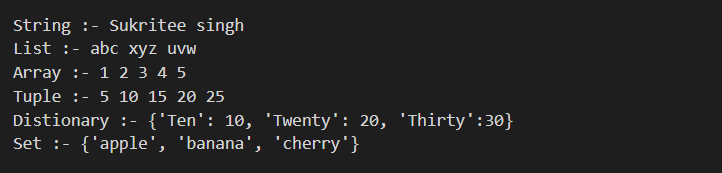 String :- Sukritee singh
List :- abc xyz uvw
Array :- 1 2 3 4 5
Tuple :- 5 10 15 20 25
Distionary :- {'Ten': 10, 'Twenty': 20, 'Thirty':30}
Set :- {'apple', 'banana', 'cherry'}